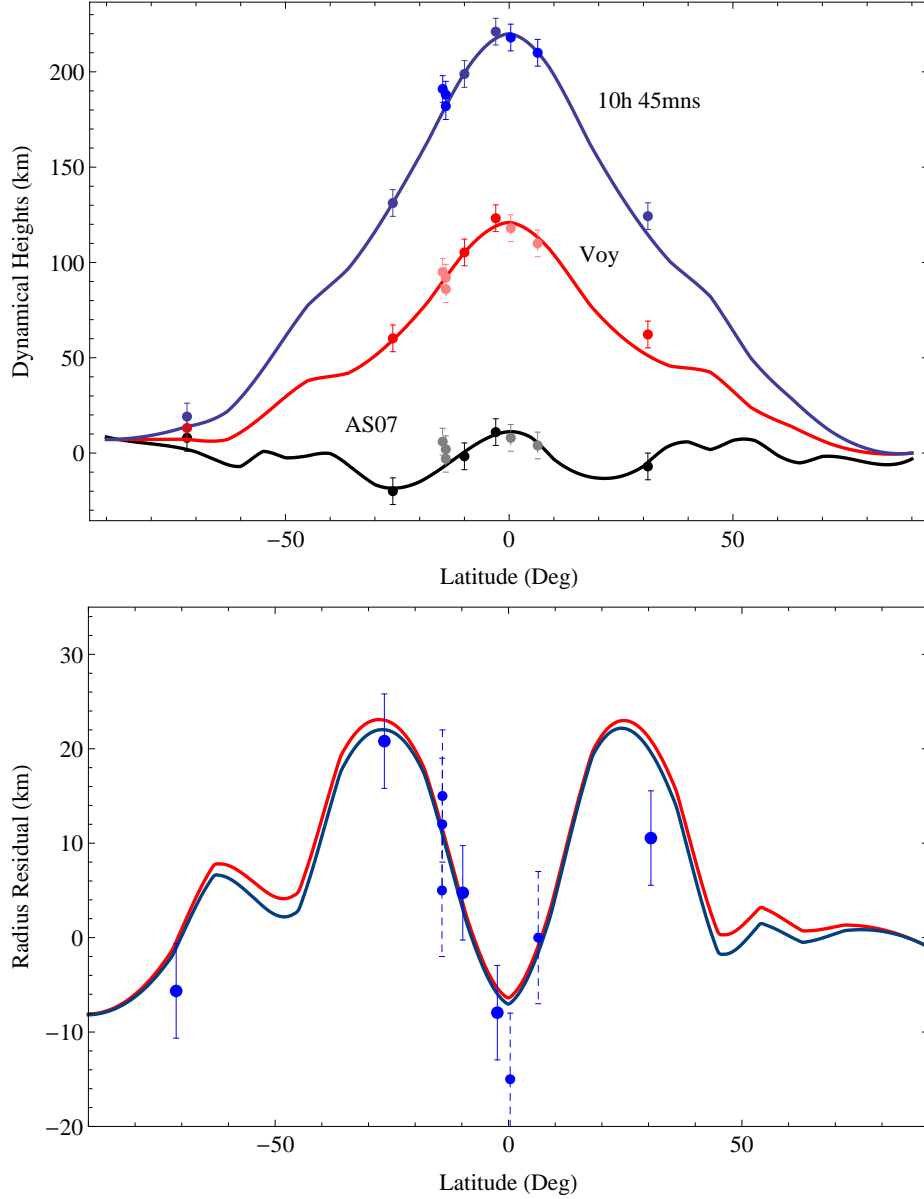 200
150
100
50
0
10h 45mns
Voy
AS07
Dynamical Heights (km)
−50
0
50
Latitude (Deg)
30
20
10
0
−10
−20
Radius Residual (km)
−50
0
50
Latitude (Deg)